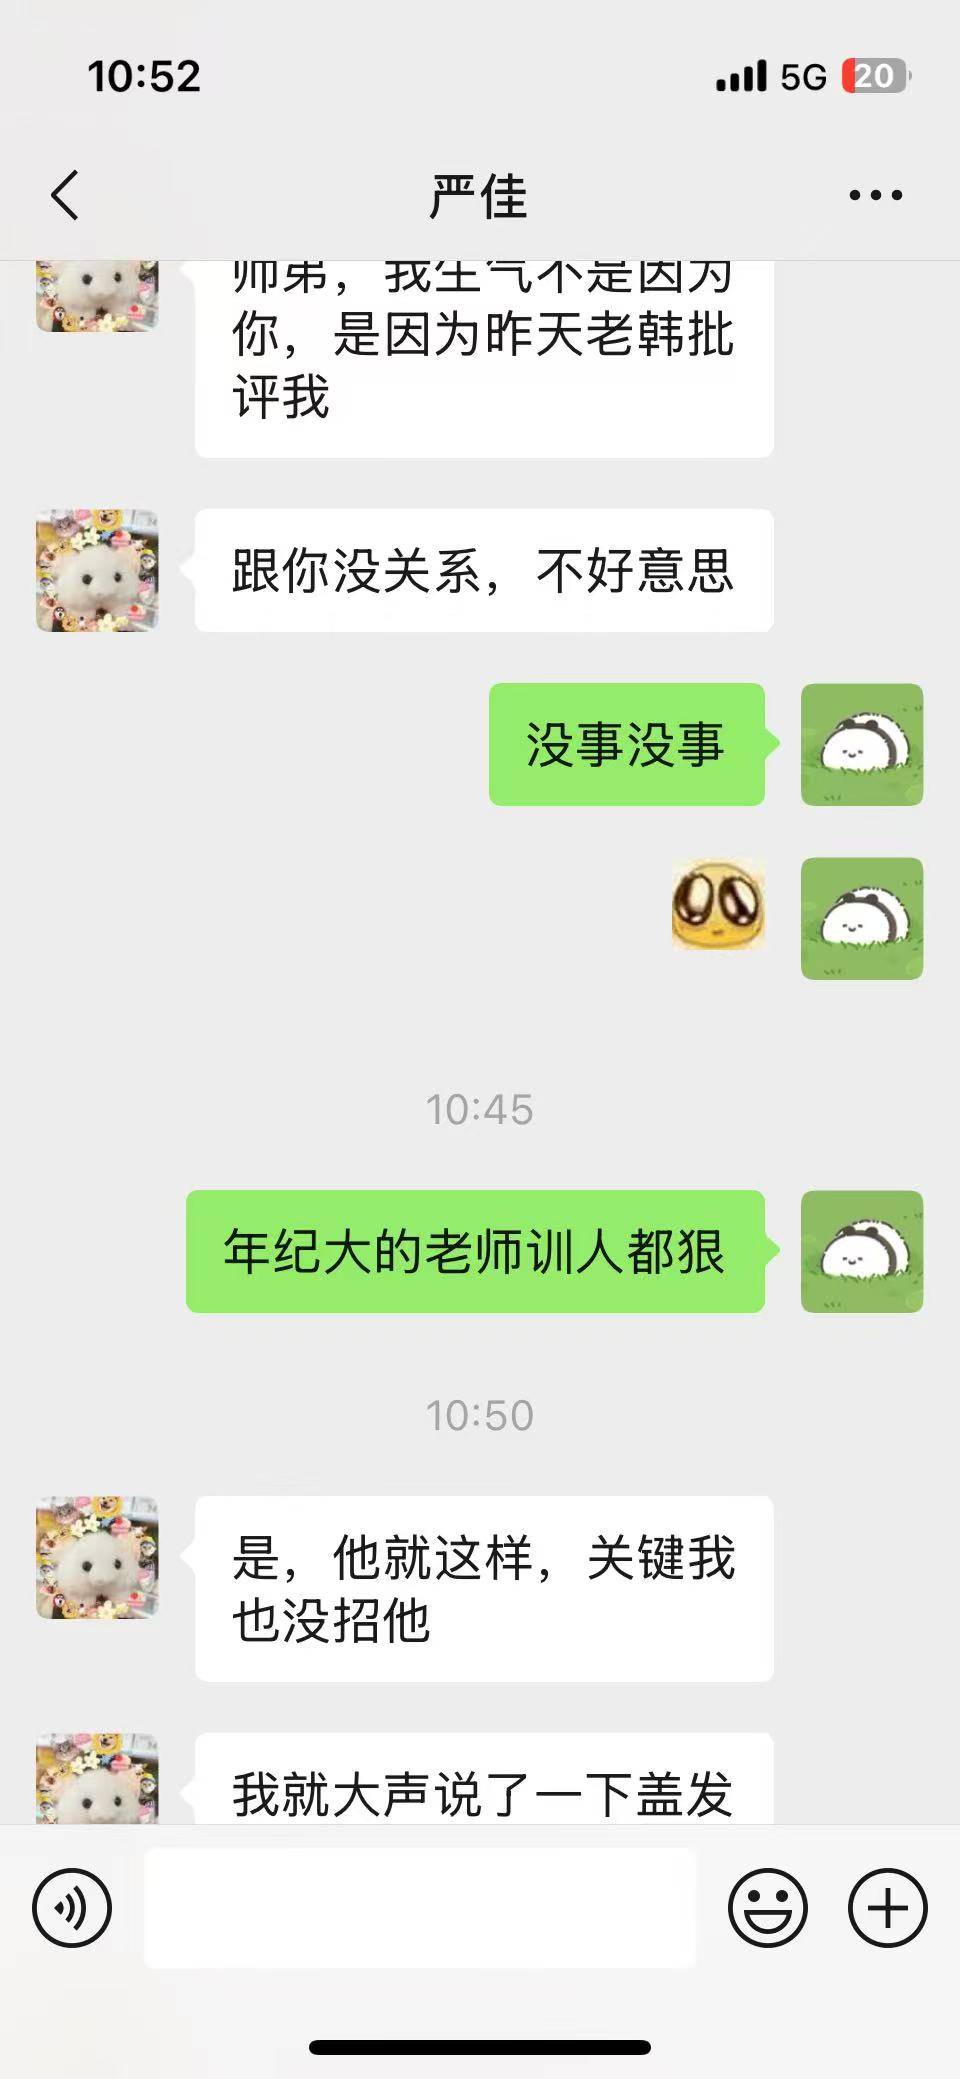 10:52
5G 20
严佳
师弟，我生气不是因为
你，是因为昨天老韩批
评我
跟你没关系，不好意思
没事没事
10:45
年纪大的老师训人都狠
10:50
是，他就这样，关键我
也没招他
我就大声说了一下盖发